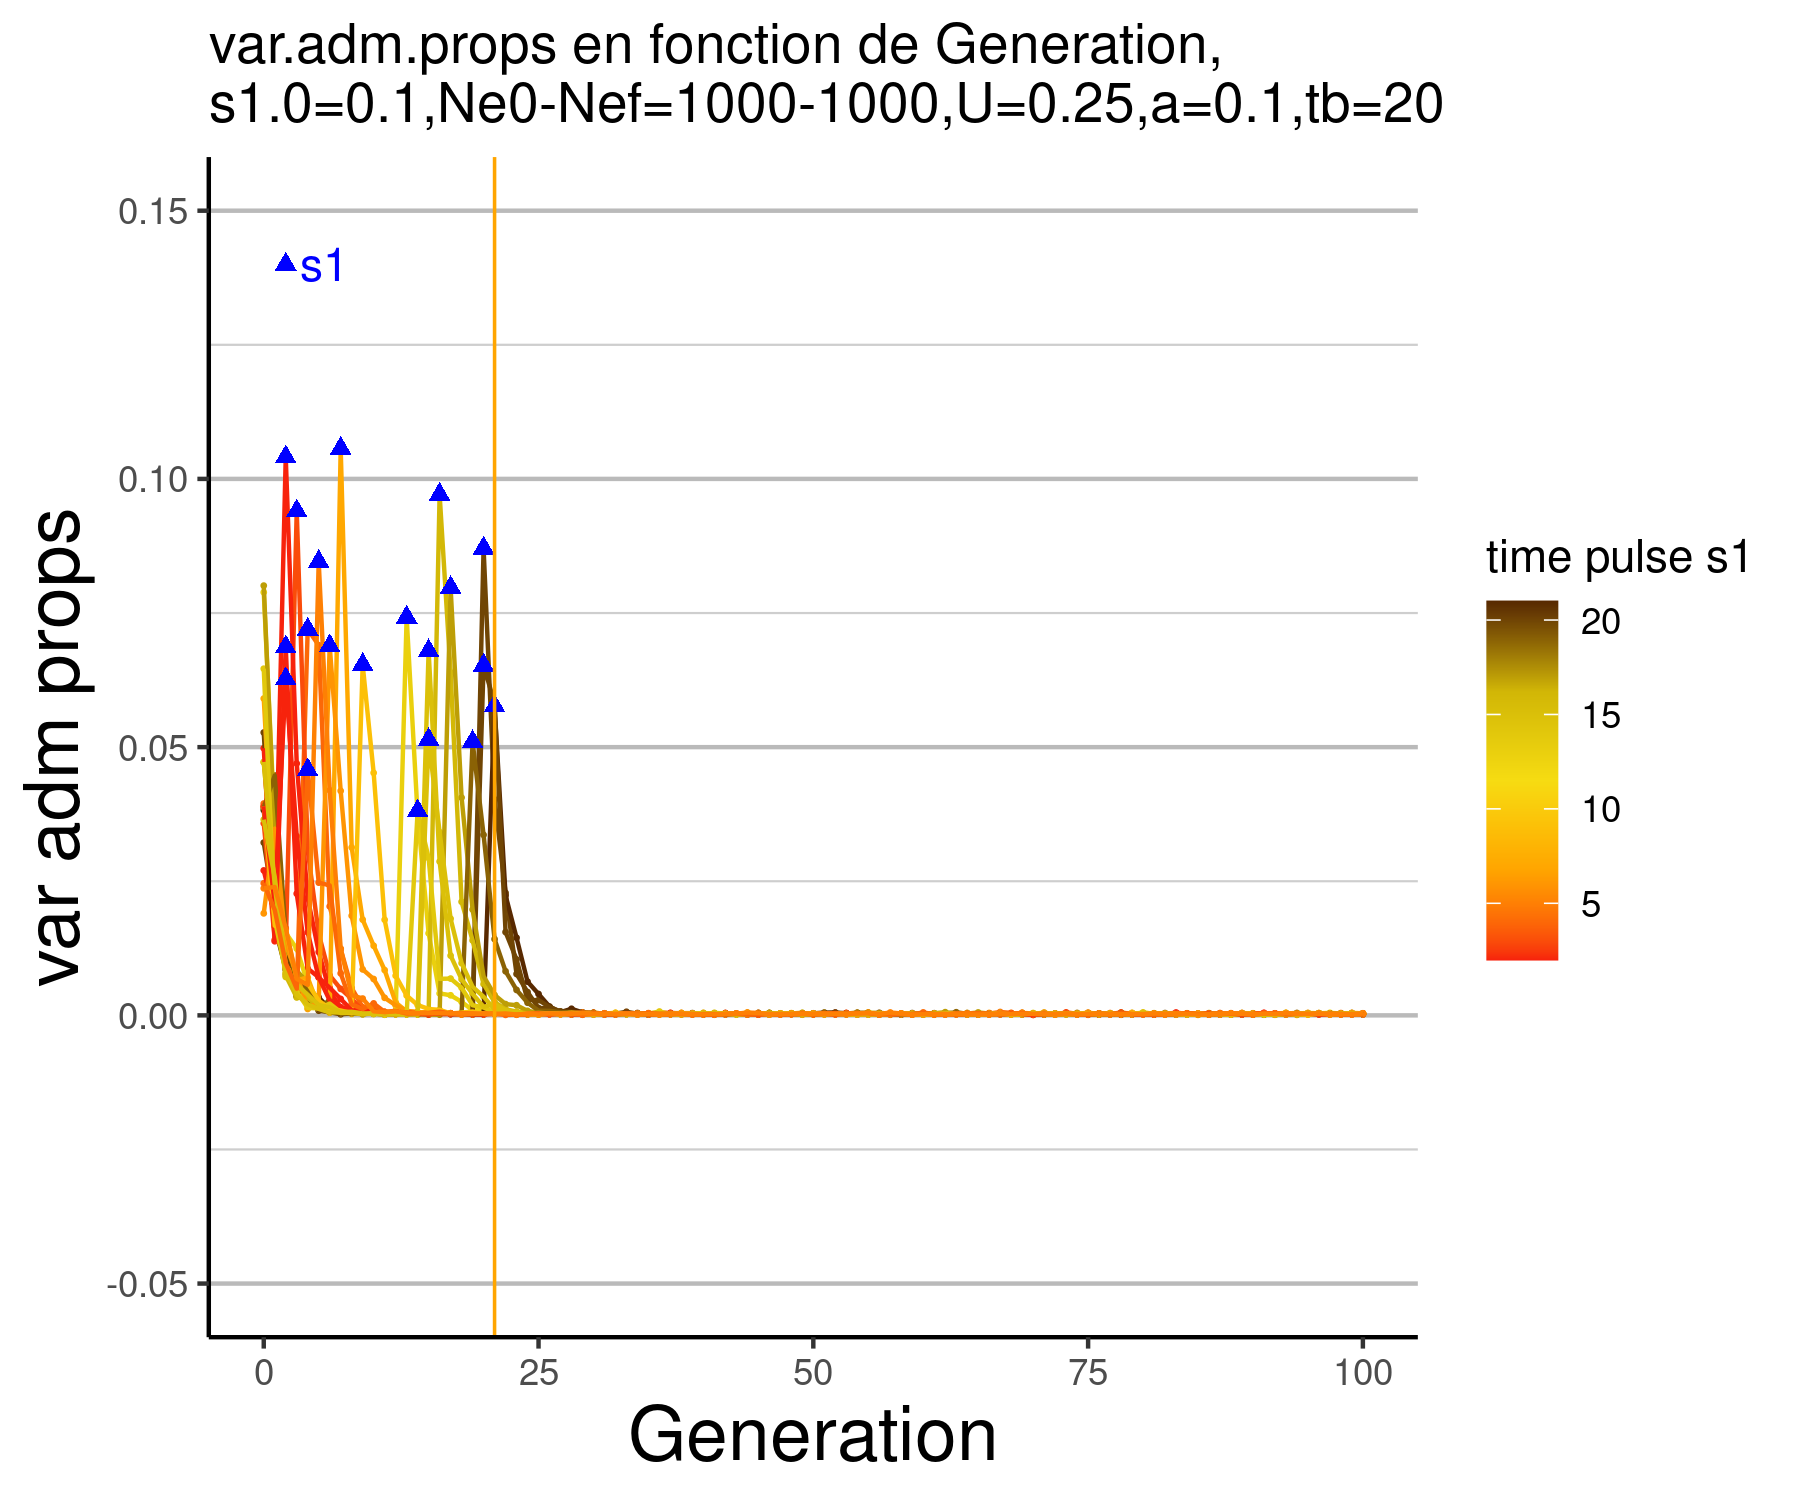 var.adm.props en fonction de Generation,
s1.0=0.1,Ne0-Nef=1000-1000,U=0.25,a=0.1,tb=20
0.15
s1
0.10
0.05
0.00
-0.05
var adm props
0 25 50 75 100
Generation
time pulse s1
20
15
10
5